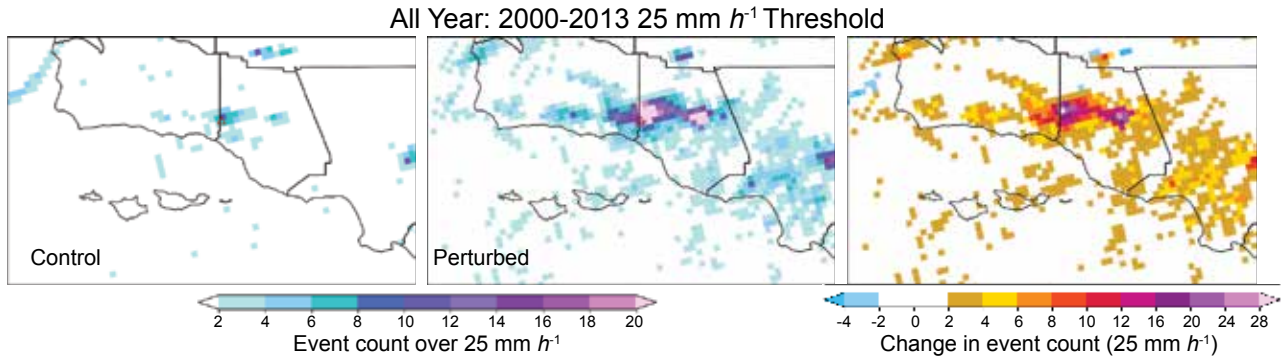 All Year: 2000-2013 25 mm h⁻¹ Threshold
Control
Perturbed
2 4 6 8 10 12 14 16 18 20
Event count over 25 mm h⁻¹
-4 -2 0 2 4 6 8 10 12 16 20 24 28
Change in event count (25 mm h⁻¹)